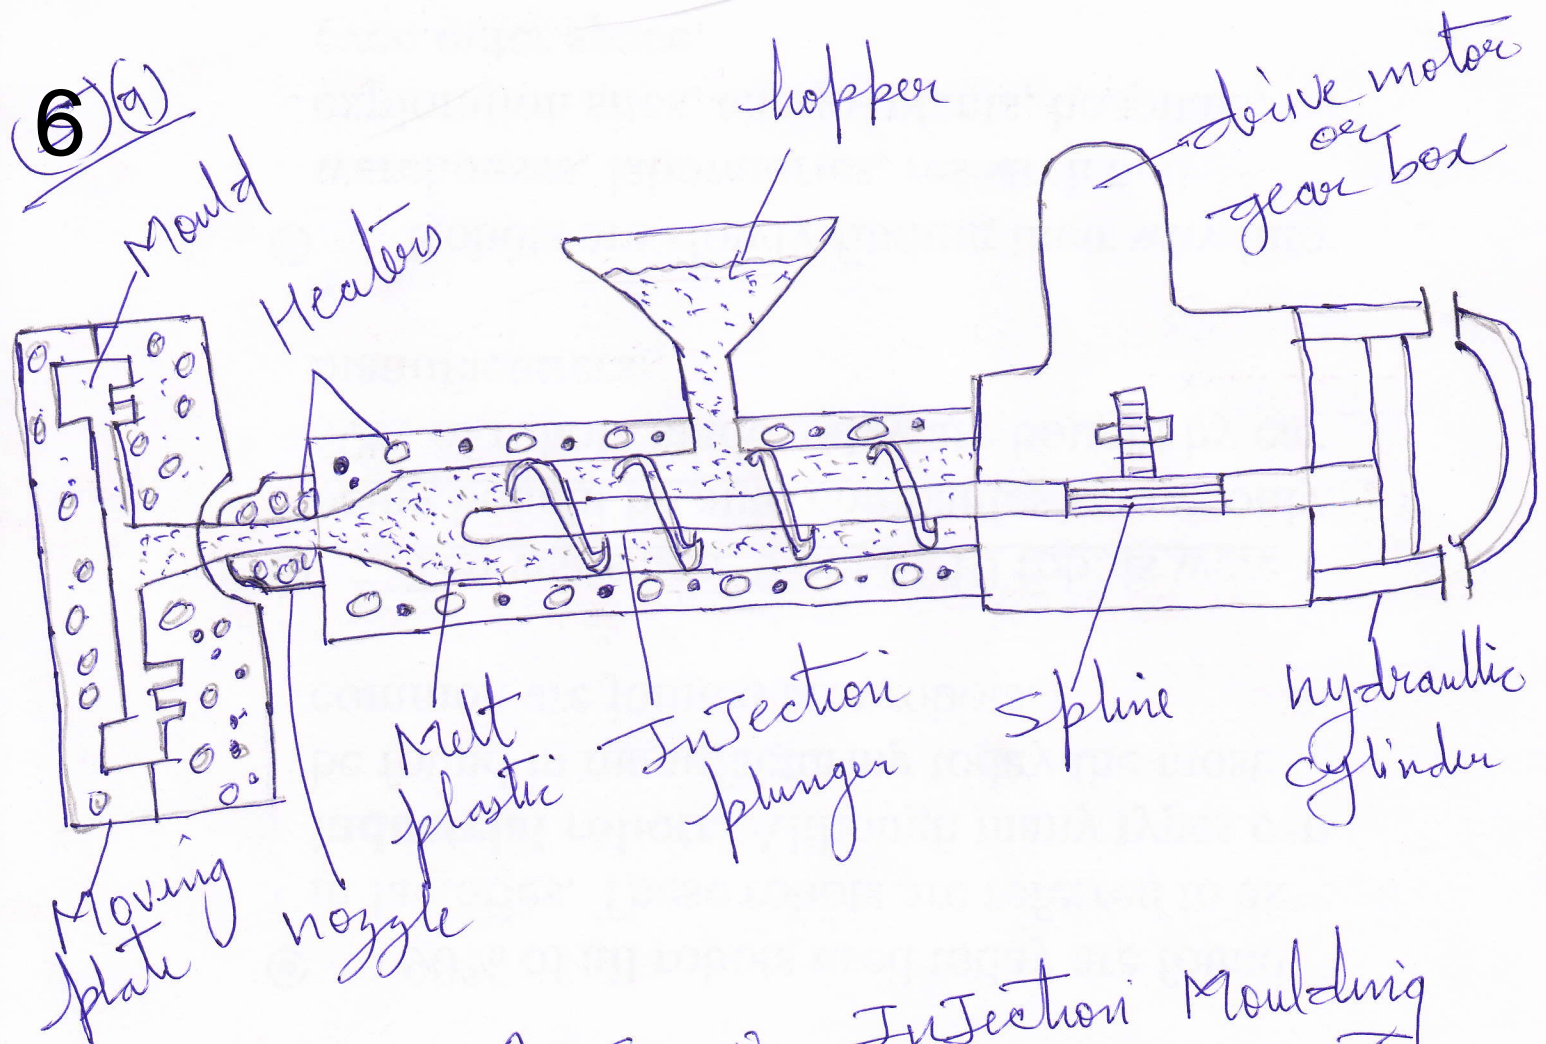 6 (a)
hopper
drive motor
or
gear box
Mould
Heaters
Melt
plastic
InJection
plunger
Spline
hydraullic
cylinder
Moving
plate
nozzle
InJection Moulding